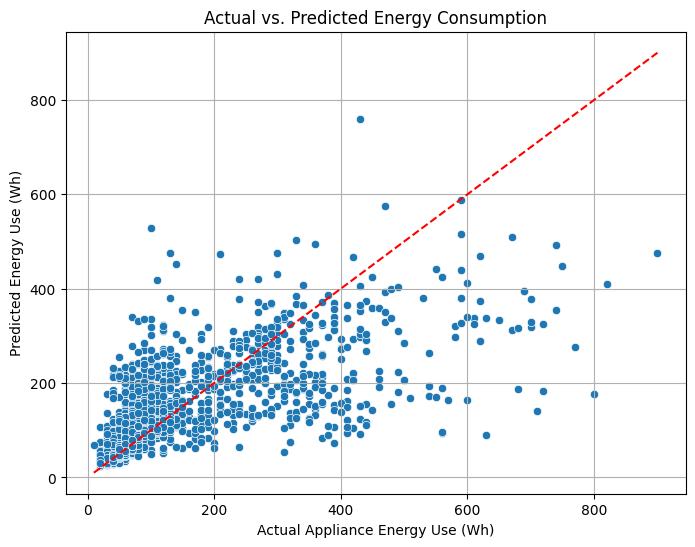 Actual vs. Predicted Energy Consumption
Predicted Energy Use (Wh)
800
600
400
200
0
0 200 400 600 800
Actual Appliance Energy Use (Wh)